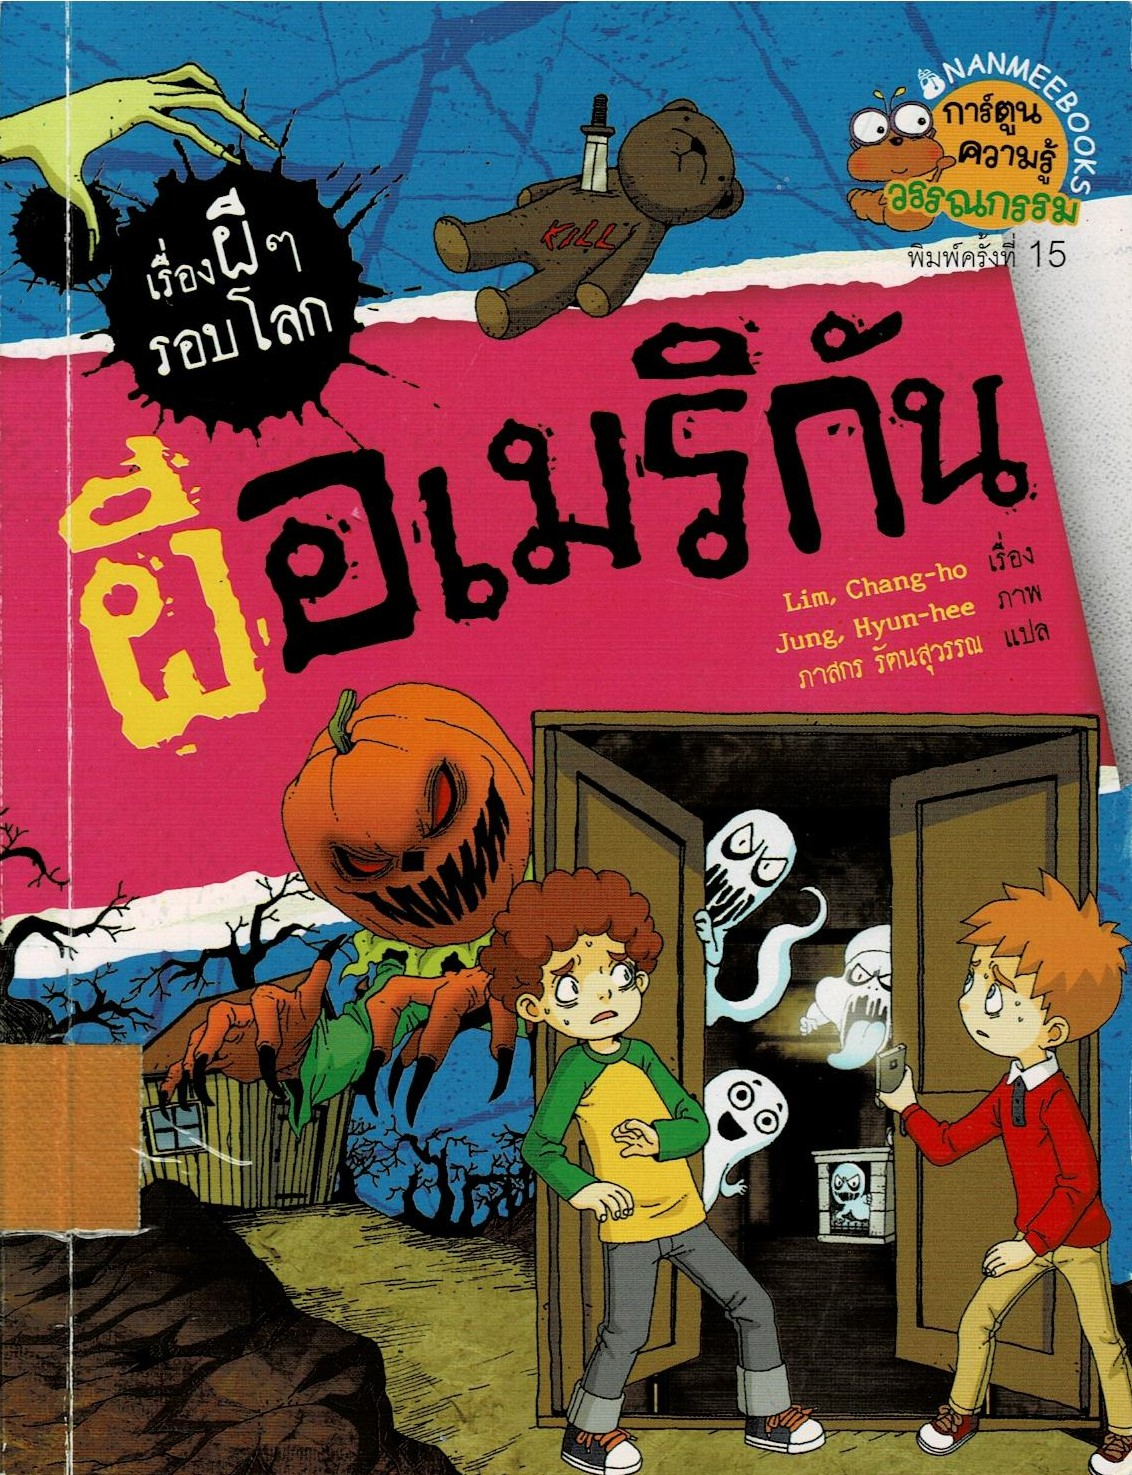 NANMEEBOOKS
การ์ตูน
ความรู้
วรรณกรรม
พิมพ์ครั้งที่ 15
เรื่องผีๆ
รอบโลก
KILL
ผีอเมริกัน
Lim, Chang-ho เรื่อง
Jung, Hyun-hee ภาพ
ภาสกร รัตนสุวรรณ แปล